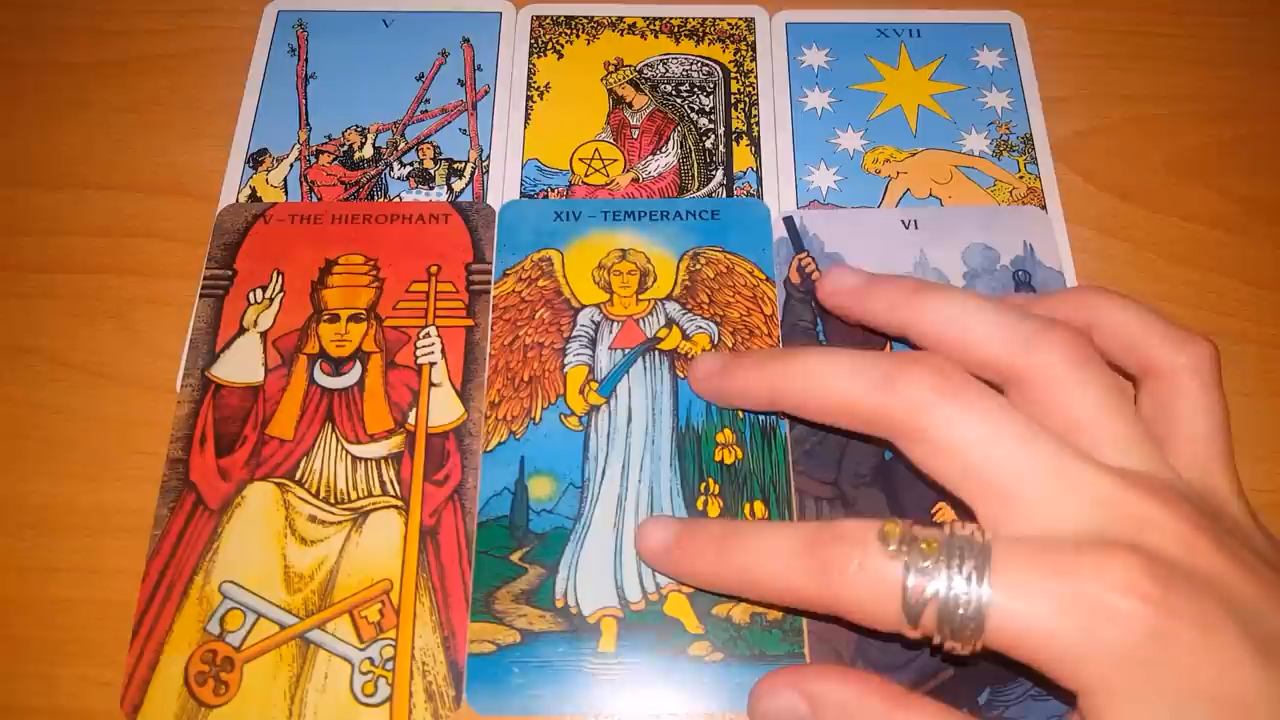 V
XVII
V-THE HIEROPHANT
XIV - TEMPERANCE
VI